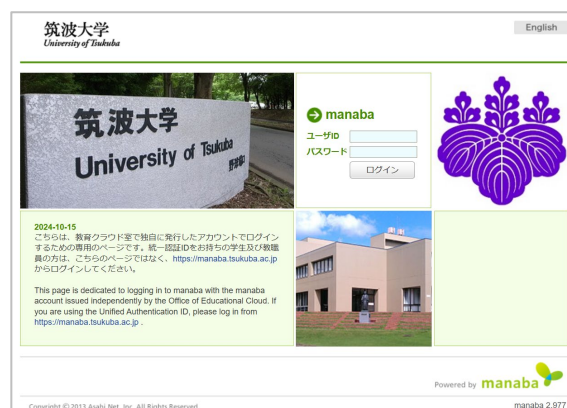 筑波大学
University of Tsukuba
English
筑波大学
University of Tsukuba
manaba
ユーザID
パスワード
ログイン
2024-10-15
こちらは、教育クラウド室で独自に発行したアカウントでログイン
するための専用のページです。統一認証IDをお持ちの学生及び教職
員の方は、こちらのページではなく、https://manaba.tsukuba.ac.jp
からログインしてください。
This page is dedicated to logging in to manaba with the manaba
account issued independently by the Office of Educational Cloud. If
you are using the Unified Authentication ID, please log in from
https://manaba.tsukuba.ac.jp .
Powered by manaba
Copyright © 2013 Asahi Net, Inc. All Rights Reserved.
manaba 2.977